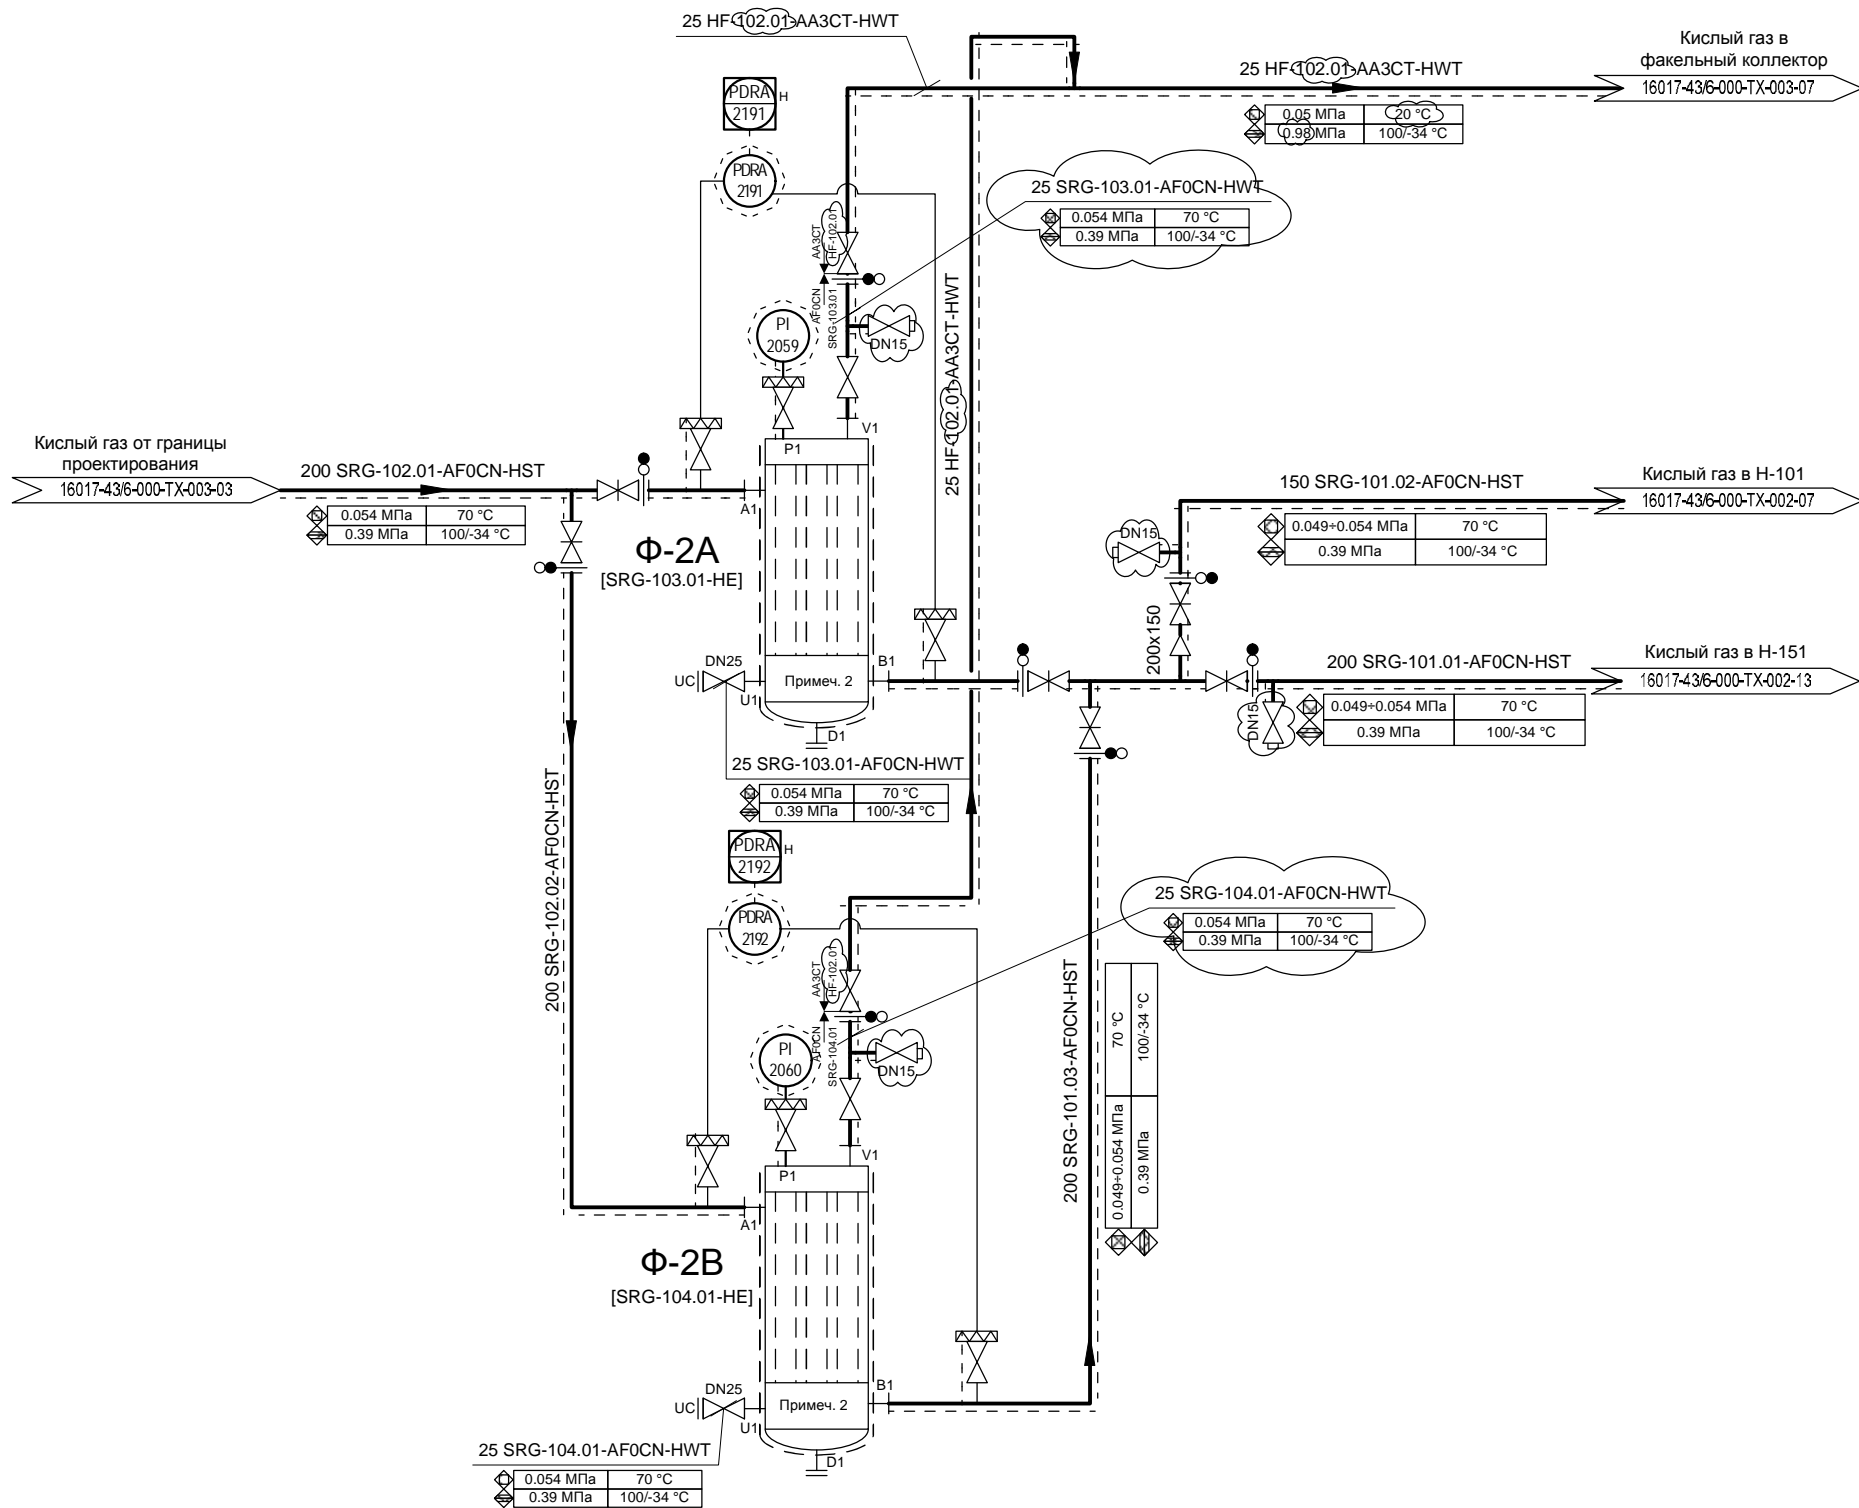 25 HF-102.01-AA3CT-HWT
Кислый газ в
факельный коллектор
16017-43/6-000-ТХ-003-07
25 HF-102.01-AA3CT-HWT
0.05 МПа
20 °C
0.98 МПа
100/-34 °C
PDRA
2191
H
PDRA
2191
25 SRG-103.01-AF0CN-HWT
0.054 МПа
70 °C
0.39 МПа
100/-34 °C
AA3CT
HF-102.01
AF0CN
SRG-103.01
PI
2059
DN15
25 HF-102.01-AA3CT-HWT
V1
P1
Кислый газ от границы
проектирования
16017-43/6-000-ТХ-003-03
200 SRG-102.01-AF0CN-HST
0.054 МПа
70 °C
0.39 МПа
100/-34 °C
A1
Ф-2А
[SRG-103.01-HE]
150 SRG-101.02-AF0CN-HST
Кислый газ в Н-101
16017-43/6-000-ТХ-002-07
0.049÷0.054 МПа
70 °C
0.39 МПа
100/-34 °C
DN15
200x150
DN25
UC
U1
Примеч. 2
B1
D1
200 SRG-101.01-AF0CN-HST
Кислый газ в Н-151
16017-43/6-000-ТХ-002-13
DN15
0.049÷0.054 МПа
70 °C
0.39 МПа
100/-34 °C
25 SRG-103.01-AF0CN-HWT
0.054 МПа
70 °C
0.39 МПа
100/-34 °C
200 SRG-102.02-AF0CN-HST
PDRA
2192
H
PDRA
2192
25 SRG-104.01-AF0CN-HWT
0.054 МПа
70 °C
0.39 МПа
100/-34 °C
AA3CT
HF-102.01
AF0CN
SRG-104.01
PI
2060
DN15
200 SRG-101.03-AF0CN-HST
0.049÷0.054 МПа
70 °C
0.39 МПа
100/-34 °C
V1
P1
A1
Ф-2В
[SRG-104.01-HE]
DN25
UC
U1
Примеч. 2
B1
D1
25 SRG-104.01-AF0CN-HWT
0.054 МПа
70 °C
0.39 МПа
100/-34 °C